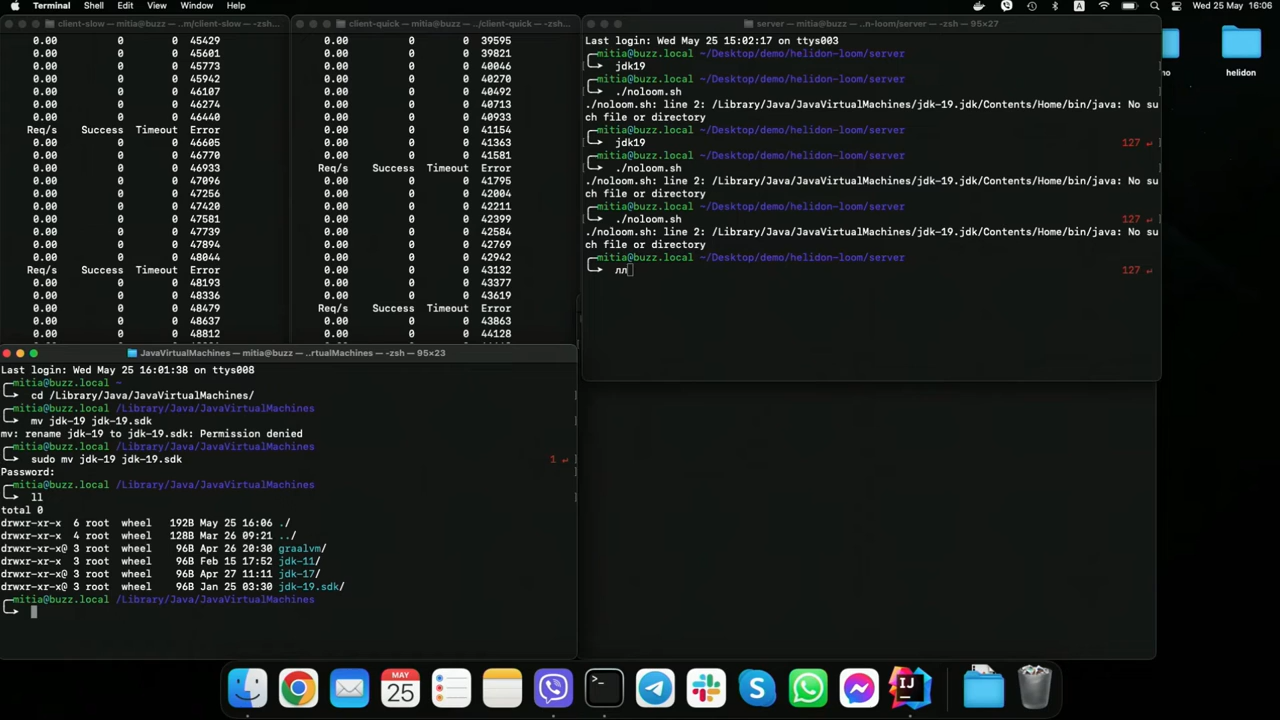 Terminal Shell Edit View Window Help
Wed 25 May 16:06
client-slow — mitia@buzz — ..m/client-slow — -zsh...
0.00 0 0 45429
0.00 0 0 45601
0.00 0 0 45773
0.00 0 0 45942
0.00 0 0 46107
0.00 0 0 46274
0.00 0 0 46440
Req/s Success Timeout Error
0.00 0 0 46605
0.00 0 0 46770
0.00 0 0 46933
0.00 0 0 47096
0.00 0 0 47256
0.00 0 0 47420
0.00 0 0 47581
0.00 0 0 47739
0.00 0 0 47894
0.00 0 0 48044
Req/s Success Timeout Error
0.00 0 0 48193
0.00 0 0 48336
0.00 0 0 48479
0.00 0 0 48637
0.00 0 0 48812
client-quick — mitia@buzz — ../client-quick — -zsh...
0.00 0 0 39595
0.00 0 0 39821
0.00 0 0 40046
0.00 0 0 40270
0.00 0 0 40492
0.00 0 0 40713
0.00 0 0 40933
0.00 0 0 41154
0.00 0 0 41363
0.00 0 0 41581
Req/s Success Timeout Error
0.00 0 0 41795
0.00 0 0 42004
0.00 0 0 42211
0.00 0 0 42399
0.00 0 0 42584
0.00 0 0 42769
0.00 0 0 42942
0.00 0 0 43132
0.00 0 0 43377
0.00 0 0 43619
Req/s Success Timeout Error
0.00 0 0 43863
0.00 0 0 44128
server — mitia@buzz — ..n-loom/server — -zsh — 95×27
Last login: Wed May 25 15:02:17 on ttys003
mitia@buzz.local ~/Desktop/demo/helidon-loom/server
jdk19
mitia@buzz.local ~/Desktop/demo/helidon-loom/server
./noloom.sh
./noloom.sh: line 2: /Library/Java/JavaVirtualMachines/jdk-19.jdk/Contents/Home/bin/java: No su
ch file or directory
mitia@buzz.local ~/Desktop/demo/helidon-loom/server
jdk19 127 ↵
mitia@buzz.local ~/Desktop/demo/helidon-loom/server
./noloom.sh
./noloom.sh: line 2: /Library/Java/JavaVirtualMachines/jdk-19.jdk/Contents/Home/bin/java: No su
ch file or directory
mitia@buzz.local ~/Desktop/demo/helidon-loom/server
./noloom.sh 127 ↵
./noloom.sh: line 2: /Library/Java/JavaVirtualMachines/jdk-19.jdk/Contents/Home/bin/java: No su
ch file or directory
mitia@buzz.local ~/Desktop/demo/helidon-loom/server
лл 127 ↵
helidon
JavaVirtualMachines — mitia@buzz — ..rtualMachines — -zsh — 95×23
Last login: Wed May 25 16:01:38 on ttys008
mitia@buzz.local ~
cd /Library/Java/JavaVirtualMachines/
mitia@buzz.local /Library/Java/JavaVirtualMachines
mv jdk-19 jdk-19.sdk
mv: rename jdk-19 to jdk-19.sdk: Permission denied
mitia@buzz.local /Library/Java/JavaVirtualMachines
sudo mv jdk-19 jdk-19.sdk 1 ↵
Password:
mitia@buzz.local /Library/Java/JavaVirtualMachines
ll
total 0
drwxr-xr-x 6 root wheel 192B May 25 16:06 ./
drwxr-xr-x 4 root wheel 128B Mar 26 09:21 ../
drwxr-xr-x@ 3 root wheel 96B Apr 26 20:30 graalvm/
drwxr-xr-x 3 root wheel 96B Feb 15 17:52 jdk-11/
drwxr-xr-x@ 3 root wheel 96B Apr 27 11:11 jdk-17/
drwxr-xr-x@ 3 root wheel 96B Jan 25 03:30 jdk-19.sdk/
mitia@buzz.local /Library/Java/JavaVirtualMachines
MAY
25
IJ